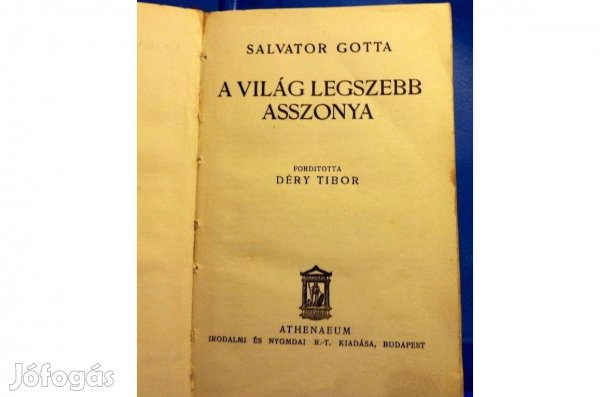 SALVATOR GOTTA
A VILÁG LEGSZEBB
ASSZONYA
FORDITOTTA
DÉRY TIBOR
ATHENAEUM
IRODALMI ÉS NYOMDAI R.-T. KIADÁSA, BUDAPEST
Jófogás